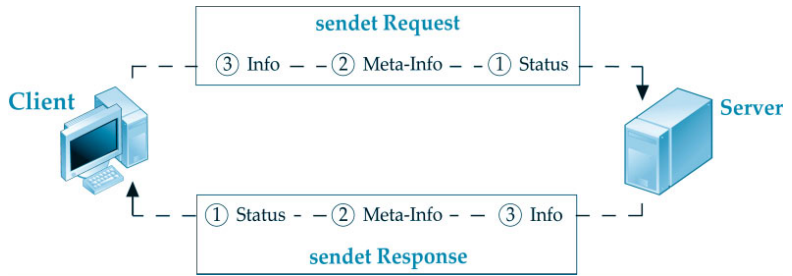 sendet Request
③ Info – – ② Meta-Info – – ① Status
Client
Server
① Status – – ② Meta-Info – – ③ Info
sendet Response